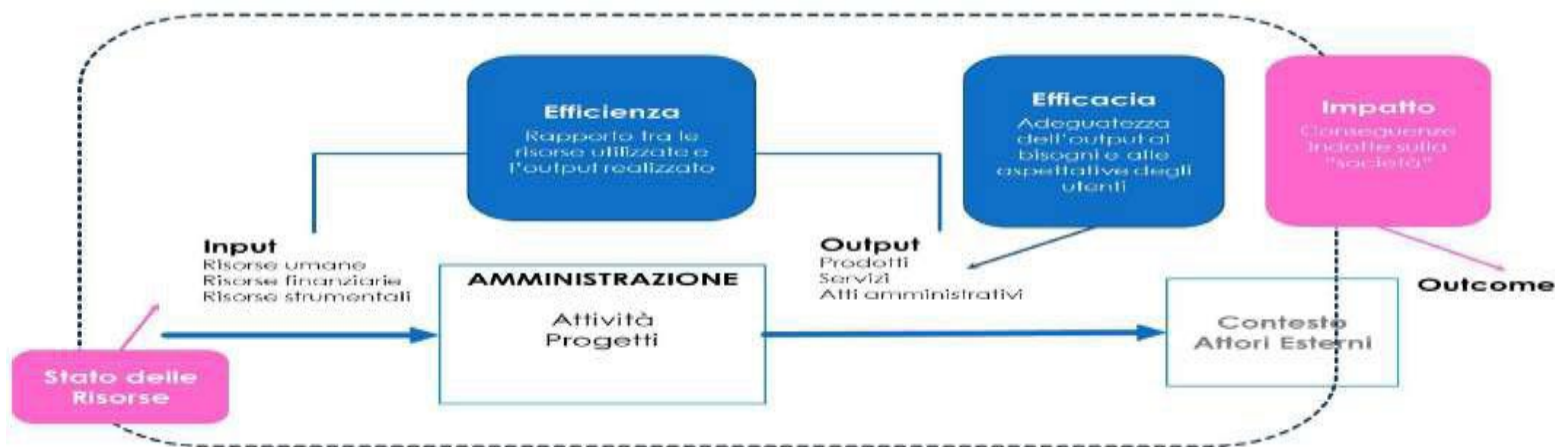 Efficienza
Rapporto tra le
risorse utilizzate e
l'output realizzato
Efficacia
Adeguatezza
dell'output ai
bisogni e alle
aspettative degli
utenti
Impatto
Conseguenze
indotte sulla
"società"
Input
Risorse umane
Risorse finanziarie
Risorse strumentali
AMMINISTRAZIONE
Attività
Progetti
Output
Prodotti
Servizi
Atti amministrativi
Outcome
Contesto
Attori Esterni
Stato delle
Risorse